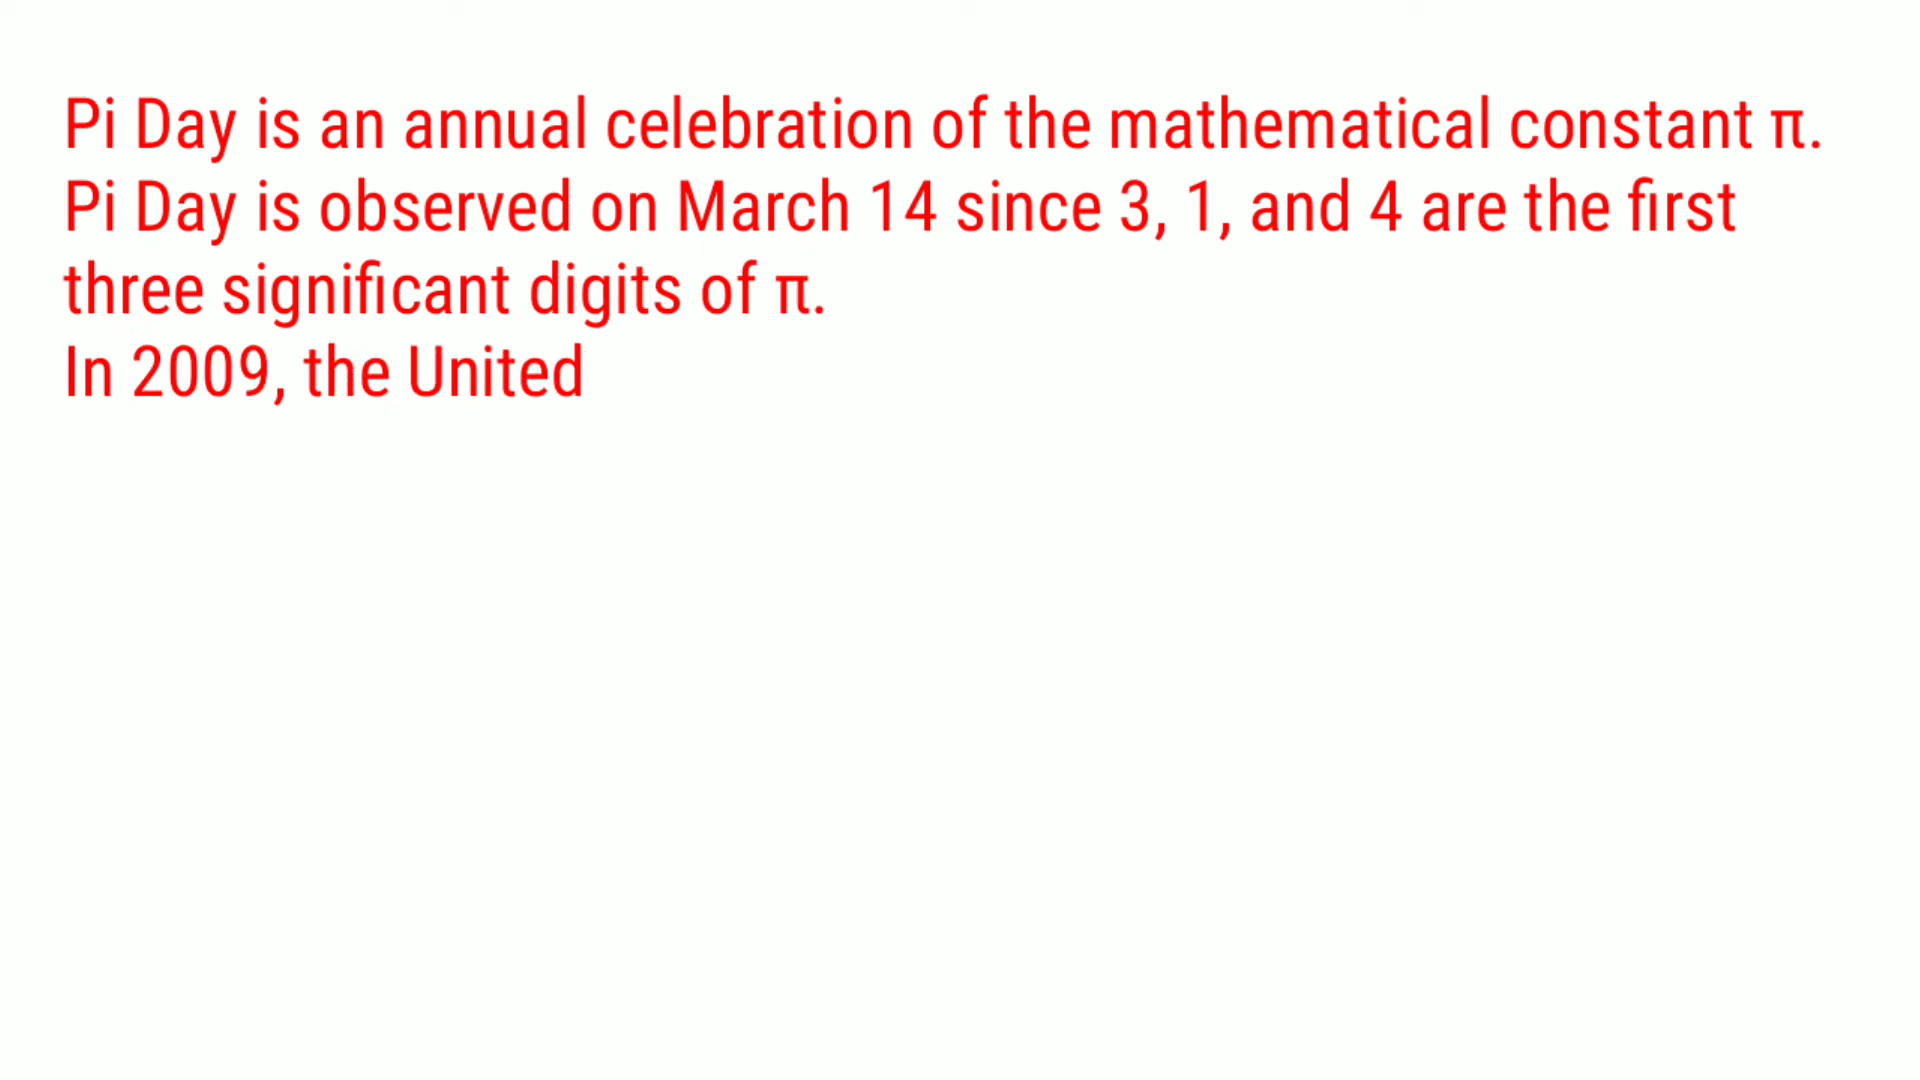 Pi Day is an annual celebration of the mathematical constant π.
Pi Day is observed on March 14 since 3, 1, and 4 are the first
three significant digits of π.
In 2009, the United